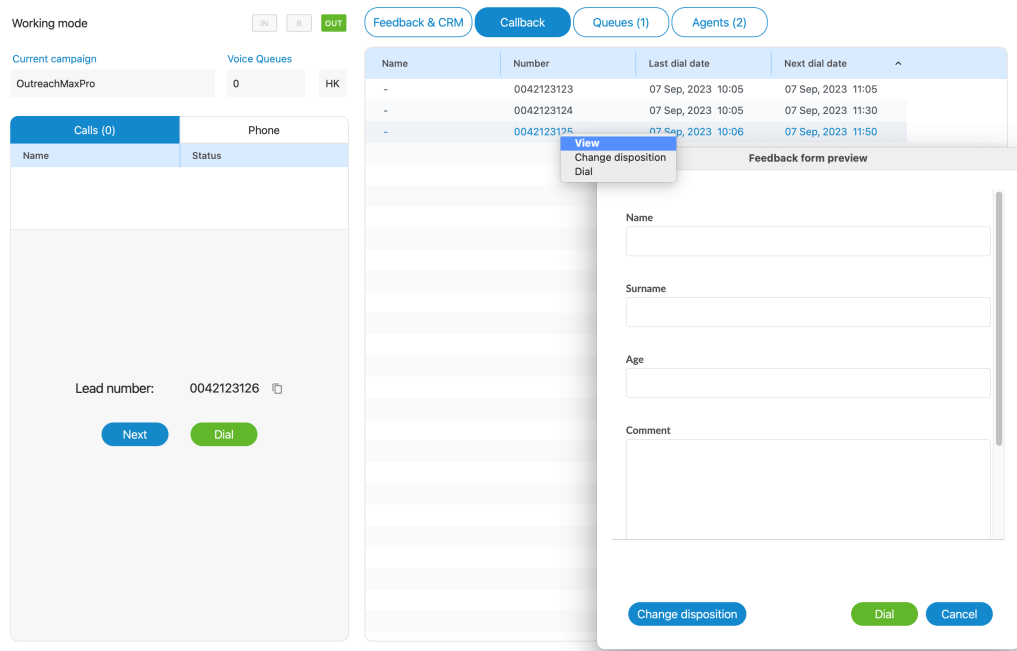 Working mode
IN B OUT
Feedback & CRM Callback Queues (1) Agents (2)
Current campaign Voice Queues
OutreachMaxPro 0 HK
Calls (0) Phone
Name Status
Lead number: 0042123126
Next Dial
Name Number Last dial date Next dial date
- 0042123123 07 Sep, 2023 10:05 07 Sep, 2023 11:05
- 0042123124 07 Sep, 2023 10:05 07 Sep, 2023 11:30
- 0042123125 07 Sep, 2023 10:06 07 Sep, 2023 11:50
View
Change disposition
Dial
Feedback form preview
Name
Surname
Age
Comment
Change disposition Dial Cancel